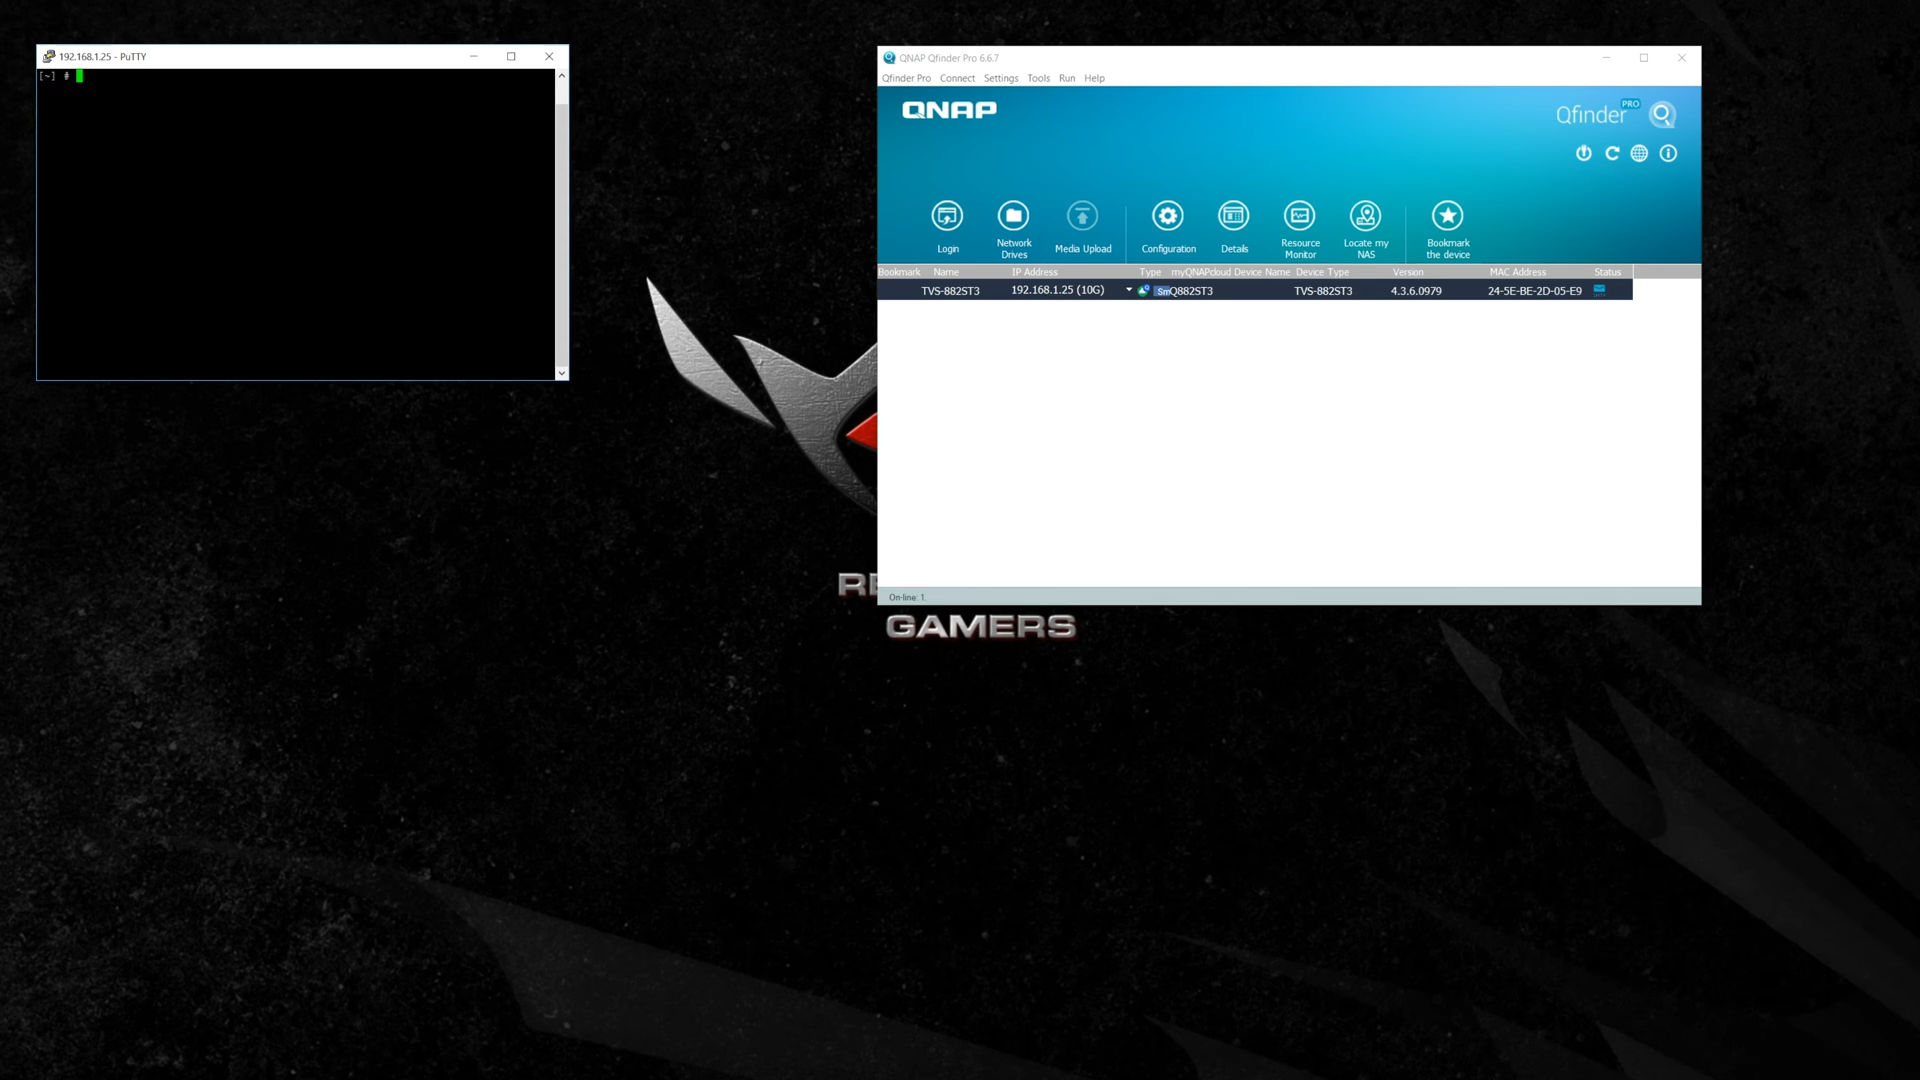 192.168.1.25 - PuTTY
[~] #
QNAP Qfinder Pro 6.6.7
Qfinder Pro Connect Settings Tools Run Help
QNAP
Qfinder PRO
Login
Network Drives
Media Upload
Configuration
Details
Resource Monitor
Locate my NAS
Bookmark the device
Bookmark Name IP Address Type myQNAPcloud Device Name Device Type Version MAC Address Status
TVS-882ST3 192.168.1.25 (10G) SmQ882ST3 TVS-882ST3 4.3.6.0979 24-5E-BE-2D-05-E9
On-line: 1.
GAMERS